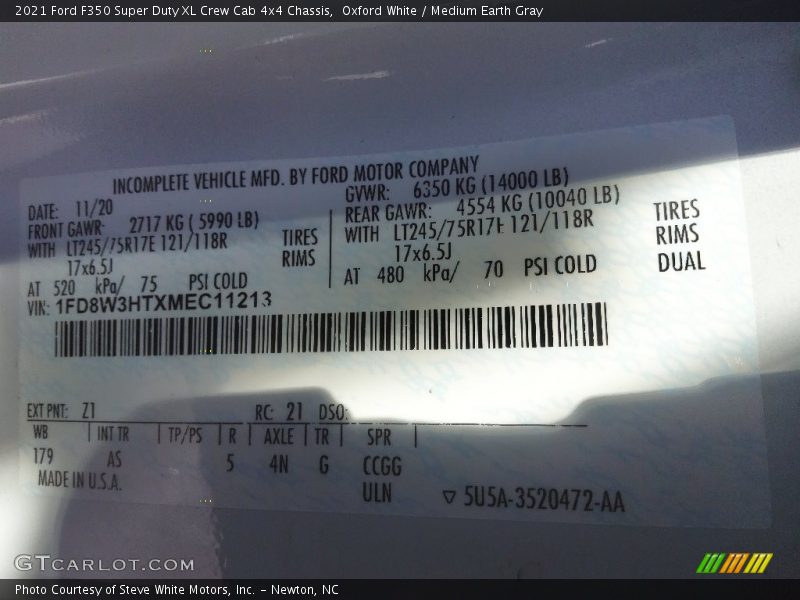 2021 Ford F350 Super Duty XL Crew Cab 4x4 Chassis, Oxford White / Medium Earth Gray
INCOMPLETE VEHICLE MFD. BY FORD MOTOR COMPANY
DATE: 11/20 GVWR: 6350 KG (14000 LB)
FRONT GAWR: 2717 KG (5990 LB) REAR GAWR: 4554 KG (10040 LB)
WITH LT245/75R17E 121/118R TIRES WITH LT245/75R17E 121/118R TIRES
17x6.5J RIMS 17x6.5J RIMS
AT 520 kPa/ 75 PSI COLD AT 480 kPa/ 70 PSI COLD DUAL
VIN: 1FD8W3HTXMEC11213
EXT PNT: Z1 RC: 21 DSO:
WB INT TR TP/PS R AXLE TR SPR
179 AS 5 4N G CCGG
MADE IN U.S.A. ULN 5U5A-3520472-AA
GTCARLOT.COM
Photo Courtesy of Steve White Motors, Inc. – Newton, NC